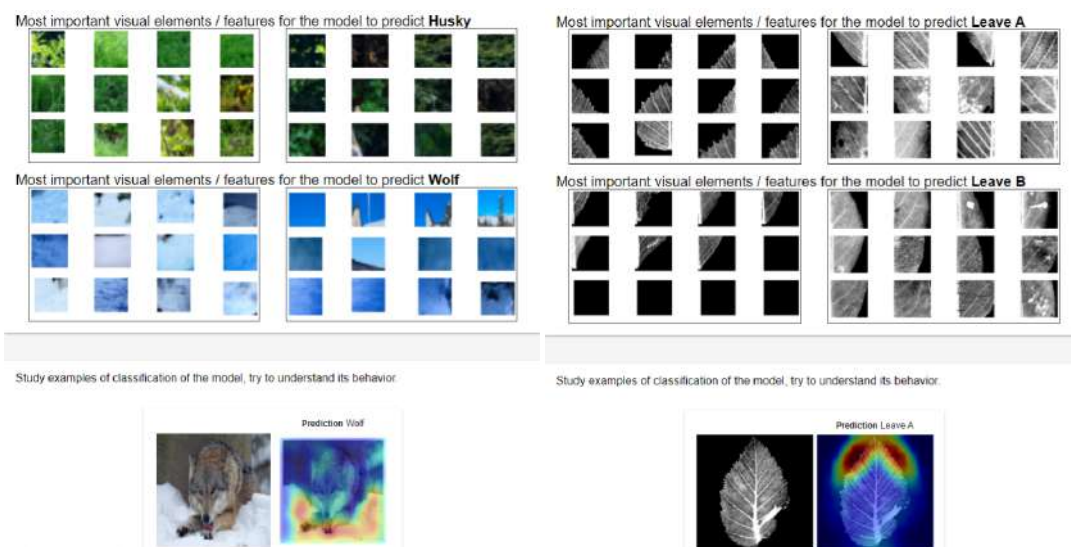 Most important visual elements / features for the model to predict Husky
Most important visual elements / features for the model to predict Wolf
Study examples of classification of the model, try to understand its behavior.
Prediction Wolf
Most important visual elements / features for the model to predict Leave A
Most important visual elements / features for the model to predict Leave B
Study examples of classification of the model, try to understand its behavior.
Prediction Leave A